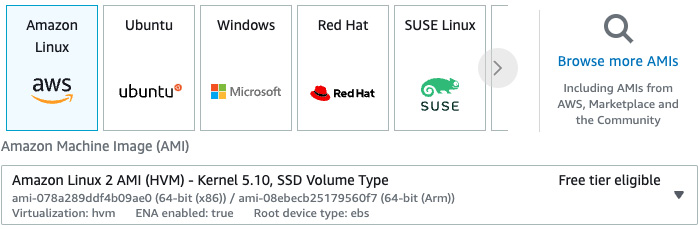 Amazon
Linux
aws
Ubuntu
ubuntu
Windows
Microsoft
Red Hat
Red Hat
SUSE Linux
SUSE
Browse more AMIs
Including AMIs from
AWS, Marketplace and
the Community
Amazon Machine Image (AMI)
Amazon Linux 2 AMI (HVM) - Kernel 5.10, SSD Volume Type
Free tier eligible
ami-078a289ddf4b09ae0 (64-bit (x86)) / ami-08ebecb25179560f7 (64-bit (Arm))
Virtualization: hvm ENA enabled: true Root device type: ebs